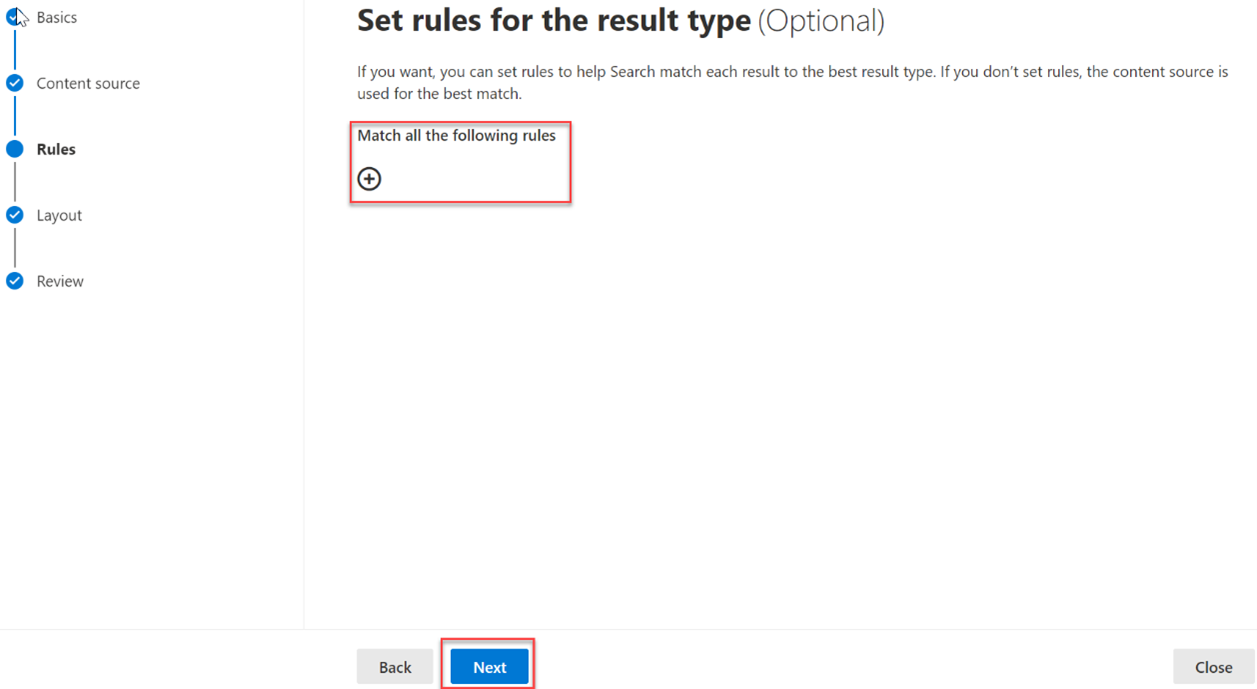 Basics
Content source
Rules
Layout
Review
Set rules for the result type (Optional)
If you want, you can set rules to help Search match each result to the best result type. If you don’t set rules, the content source is
used for the best match.
Match all the following rules
Back
Next
Close